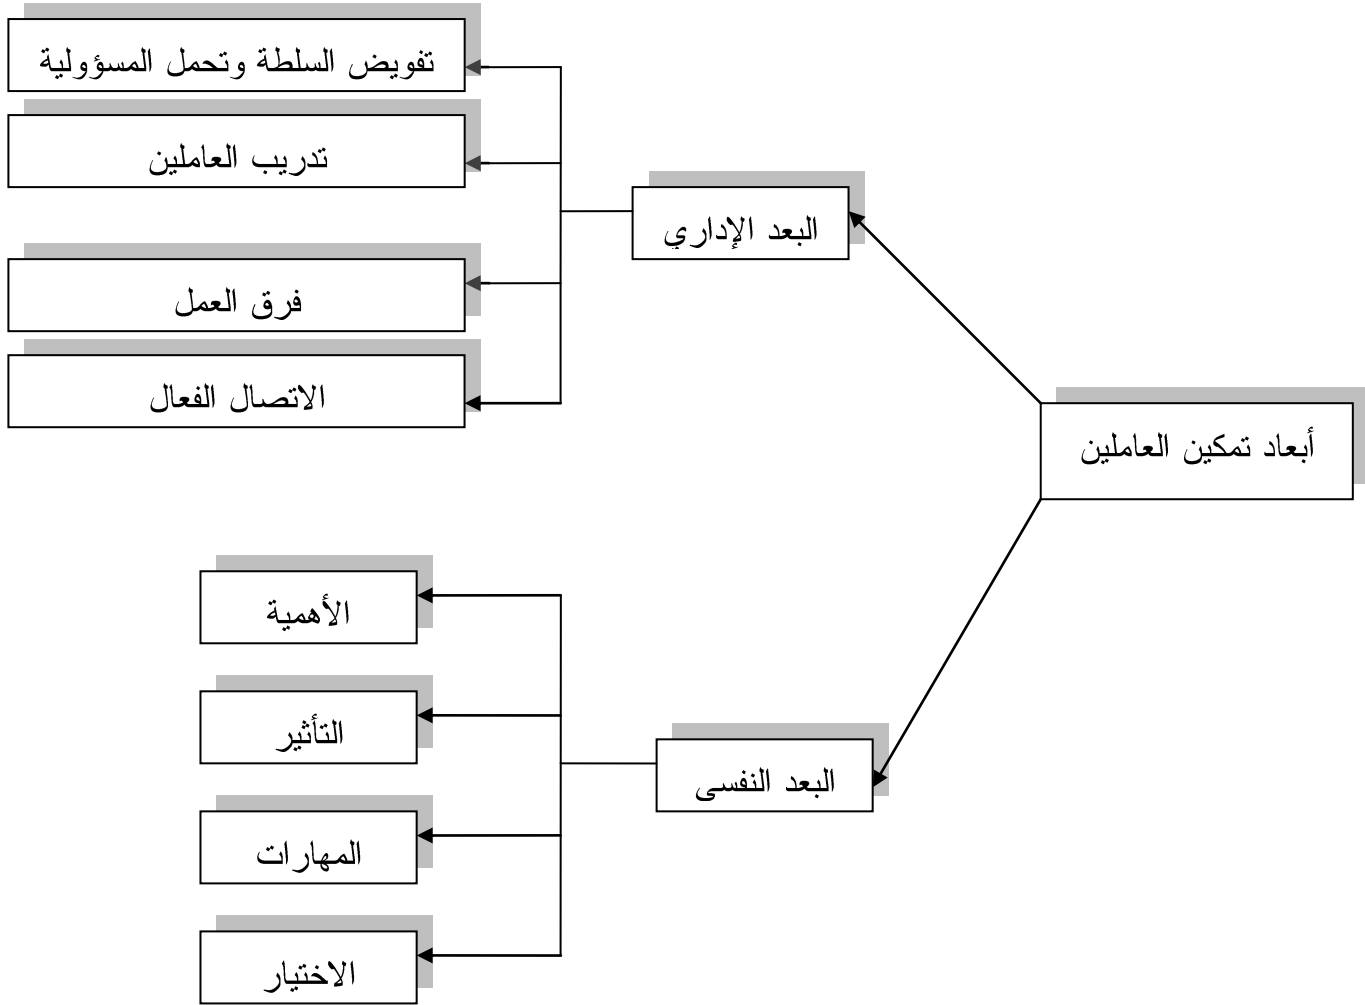 أبعاد تمكين العاملين
البعد الإداري
تفويض السلطة وتحمل المسؤولية
تدريب العاملين
فرق العمل
الاتصال الفعال
البعد النفسى
الأهمية
التأثير
المهارات
الاختيار